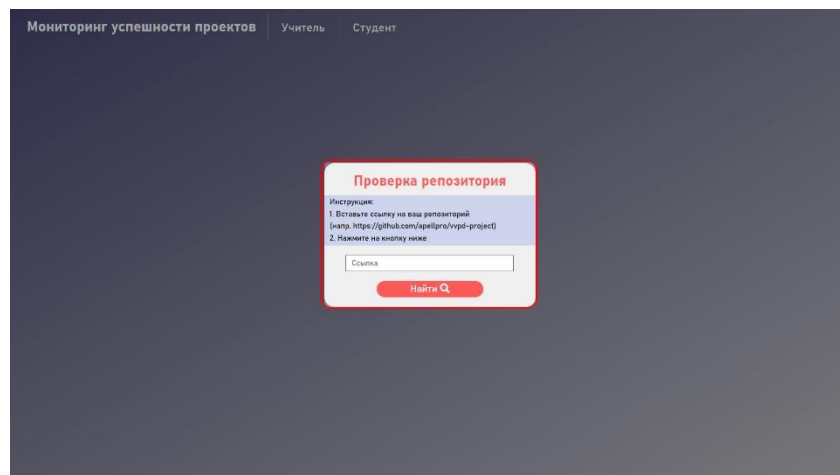 Мониторинг успешности проектов Учитель Студент
Проверка репозитория
Инструкция:
1. Вставьте ссылку на ваш репозиторий
(напр. https://github.com/apellpro/vvpd-project)
2. Нажмите на кнопку ниже
Ссылка
Найти